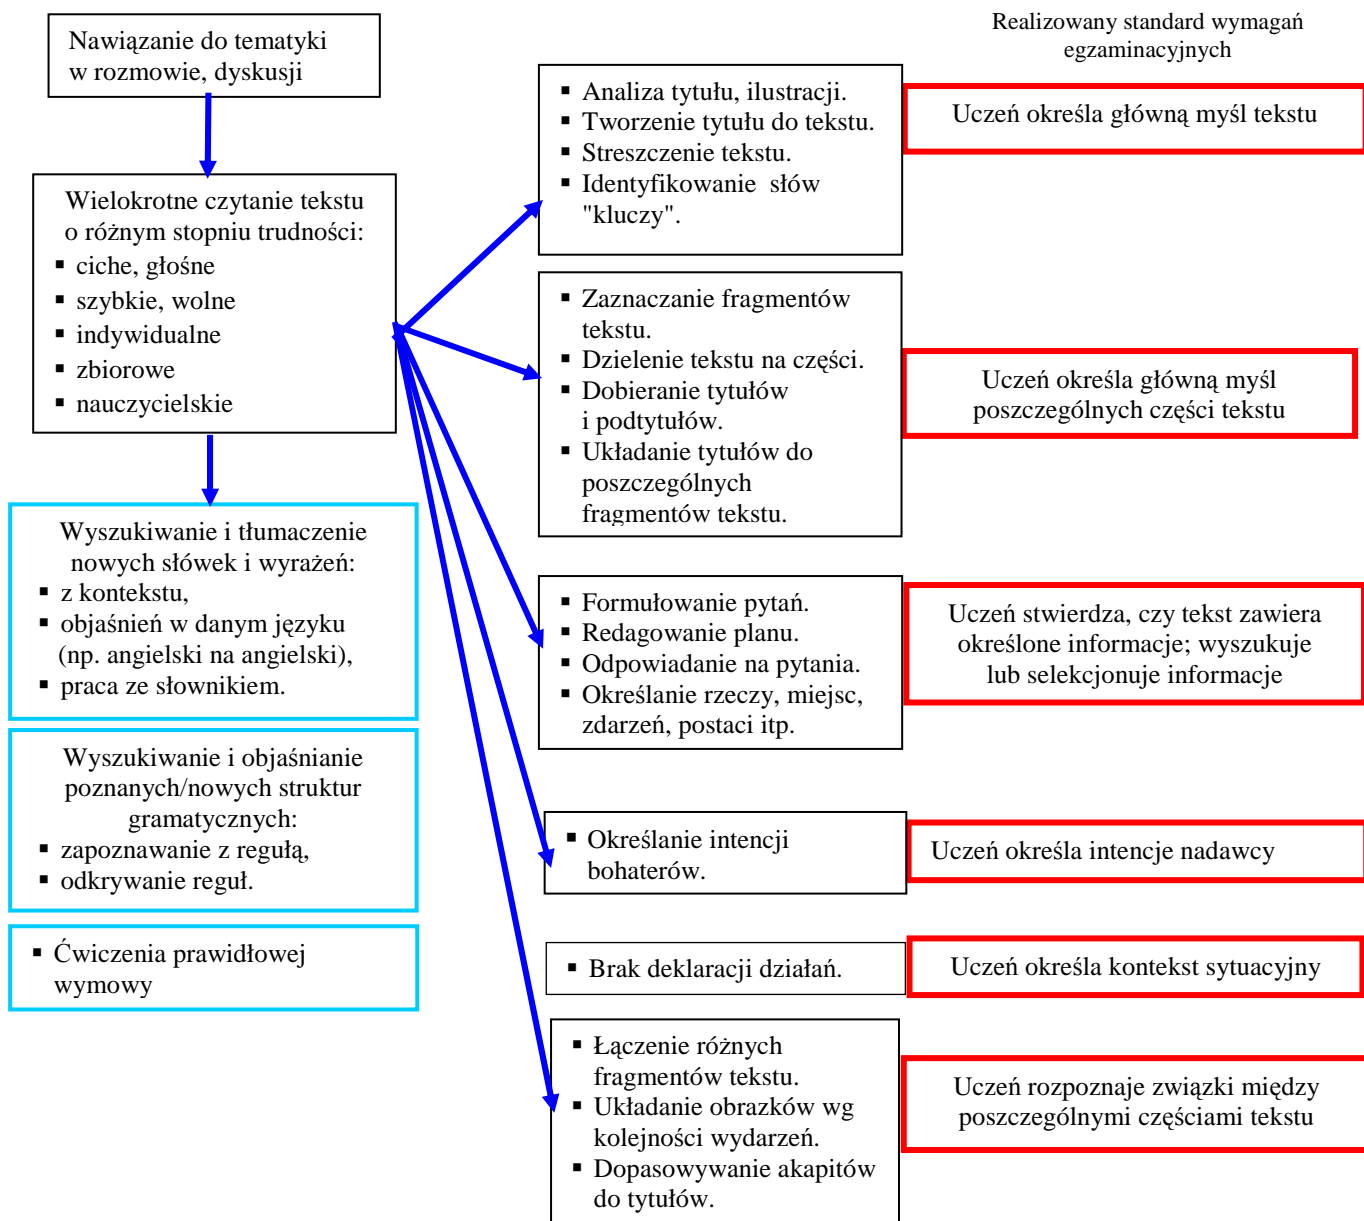 Realizowany standard wymagań
egzaminacyjnych
Nawiązanie do tematyki
w rozmowie, dyskusji
Wielokrotne czytanie tekstu
o różnym stopniu trudności:
▪ ciche, głośne
▪ szybkie, wolne
▪ indywidualne
▪ zbiorowe
▪ nauczycielskie
Wyszukiwanie i tłumaczenie
nowych słówek i wyrażeń:
▪ z kontekstu,
▪ objaśnień w danym języku
(np. angielski na angielski),
▪ praca ze słownikiem.
Wyszukiwanie i objaśnianie
poznanych/nowych struktur
gramatycznych:
▪ zapoznawanie z regułą,
▪ odkrywanie reguł.
▪ Ćwiczenia prawidłowej
wymowy
▪ Analiza tytułu, ilustracji.
▪ Tworzenie tytułu do tekstu.
▪ Streszczenie tekstu.
▪ Identyfikowanie słów
"kluczy".
Uczeń określa główną myśl tekstu
▪ Zaznaczanie fragmentów
tekstu.
▪ Dzielenie tekstu na części.
▪ Dobieranie tytułów
i podtytułów.
▪ Układanie tytułów do
poszczególnych
fragmentów tekstu.
Uczeń określa główną myśl
poszczególnych części tekstu
▪ Formułowanie pytań.
▪ Redagowanie planu.
▪ Odpowiadanie na pytania.
▪ Określanie rzeczy, miejsc,
zdarzeń, postaci itp.
Uczeń stwierdza, czy tekst zawiera
określone informacje; wyszukuje
lub selekcjonuje informacje
▪ Określanie intencji
bohaterów.
Uczeń określa intencje nadawcy
▪ Brak deklaracji działań.
Uczeń określa kontekst sytuacyjny
▪ Łączenie różnych
fragmentów tekstu.
▪ Układanie obrazków wg
kolejności wydarzeń.
▪ Dopasowywanie akapitów
do tytułów.
Uczeń rozpoznaje związki między
poszczególnymi częściami tekstu